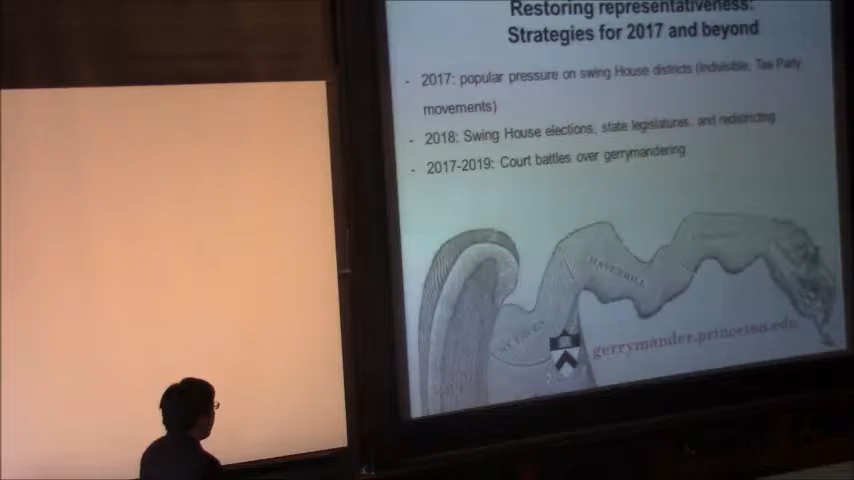 Restoring representativeness:
Strategies for 2017 and beyond
- 2017: popular pressure on swing House districts (Indivisible, Tea Party
movements)
- 2018: Swing House elections, state legislatures, and redistricting
- 2017-2019: Court battles over gerrymandering
HAVERHILL
gerrymander.princeton.edu